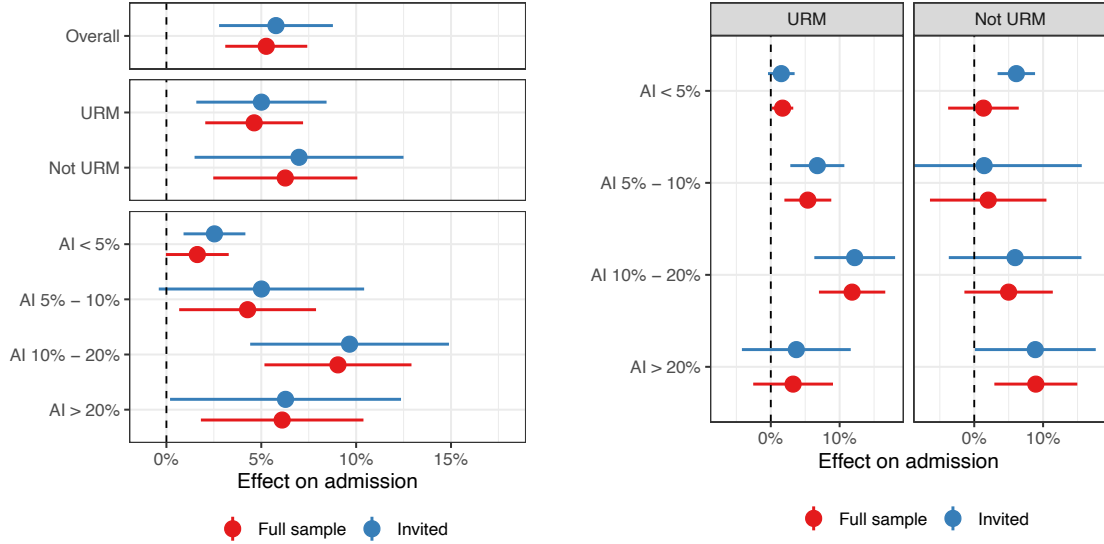 Overall
URM
Not URM
AI < 5%
AI 5% − 10%
AI 10% − 20%
AI > 20%
0% 5% 10% 15%
Effect on admission
Full sample Invited
URM Not URM
AI < 5%
AI 5% − 10%
AI 10% − 20%
AI > 20%
0% 10% 0% 10%
Effect on admission
Full sample Invited